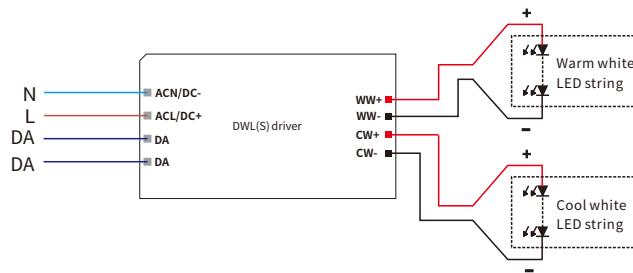 +
Warm white
LED string
–
N
L
DA
DA
ACN/DC-
ACL/DC+
DA
DA
DWL(S) driver
WW+
WW-
CW+
CW-
+
Cool white
LED string
–